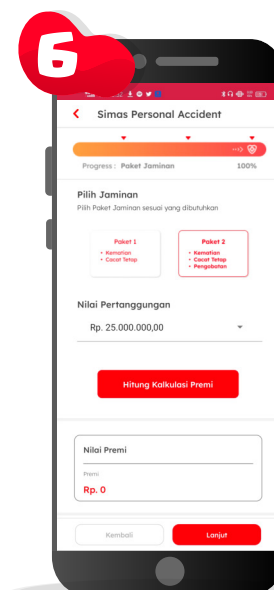 6
Simas Personal Accident
Progress : Paket Jaminan 100%
Pilih Jaminan
Pilih Paket Jaminan sesuai yang dibutuhkan
Paket 1
• Kematian
• Cacat Tetap
Paket 2
• Kematian
• Cacat Tetap
• Pengobatan
Nilai Pertanggungan
Rp. 25.000.000,00
Hitung Kalkulasi Premi
Nilai Premi
Premi
Rp. 0
Kembali
Lanjut